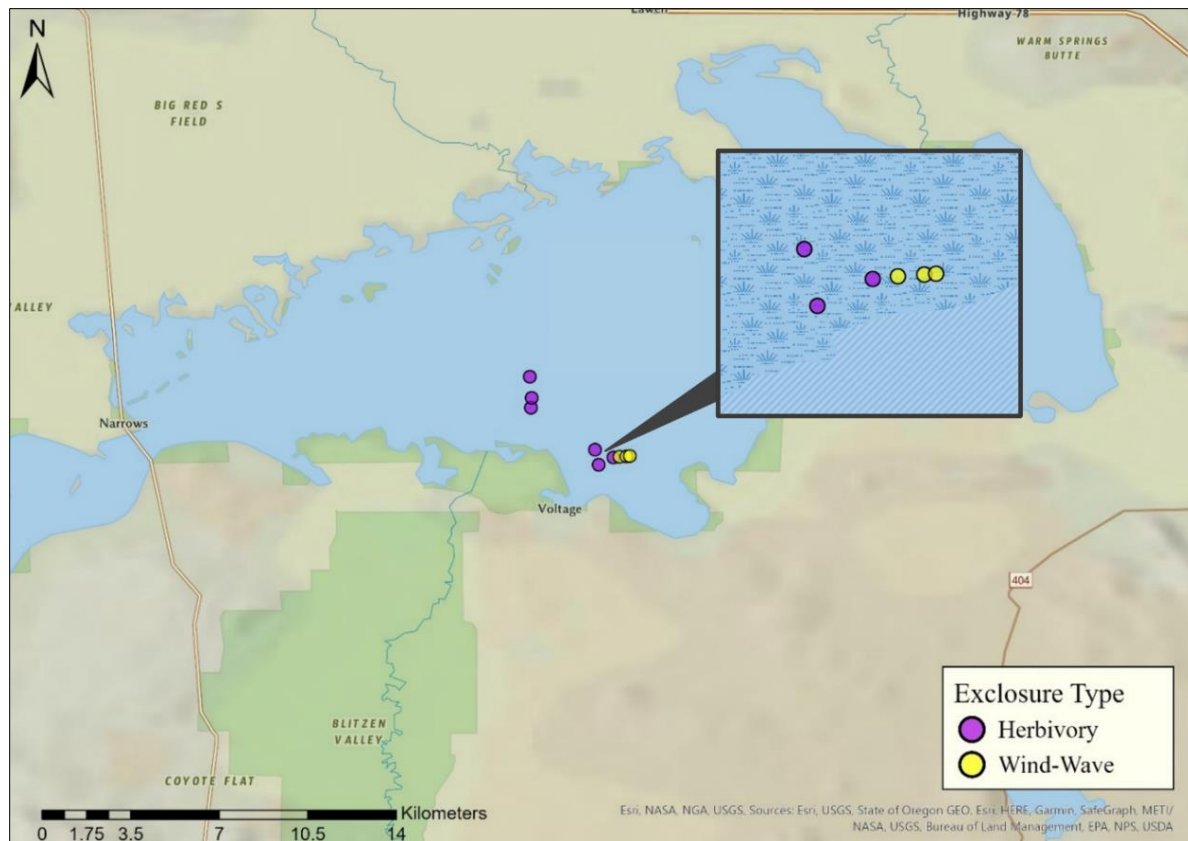 Lawen
Highway 78
N
WARM SPRINGS
BUTTE
BIG RED S
FIELD
VALLEY
Narrows
Voltage
404
Exclosure Type
Herbivory
Wind-Wave
BLITZEN
VALLEY
COYOTE FLAT
Kilometers
0 1.75 3.5 7 10.5 14
Esri, NASA, NGA, USGS, Sources: Esri, USGS, State of Oregon GEO, Esri, HERE, Garmin, SafeGraph, METI/
NASA, USGS, Bureau of Land Management, EPA, NPS, USDA